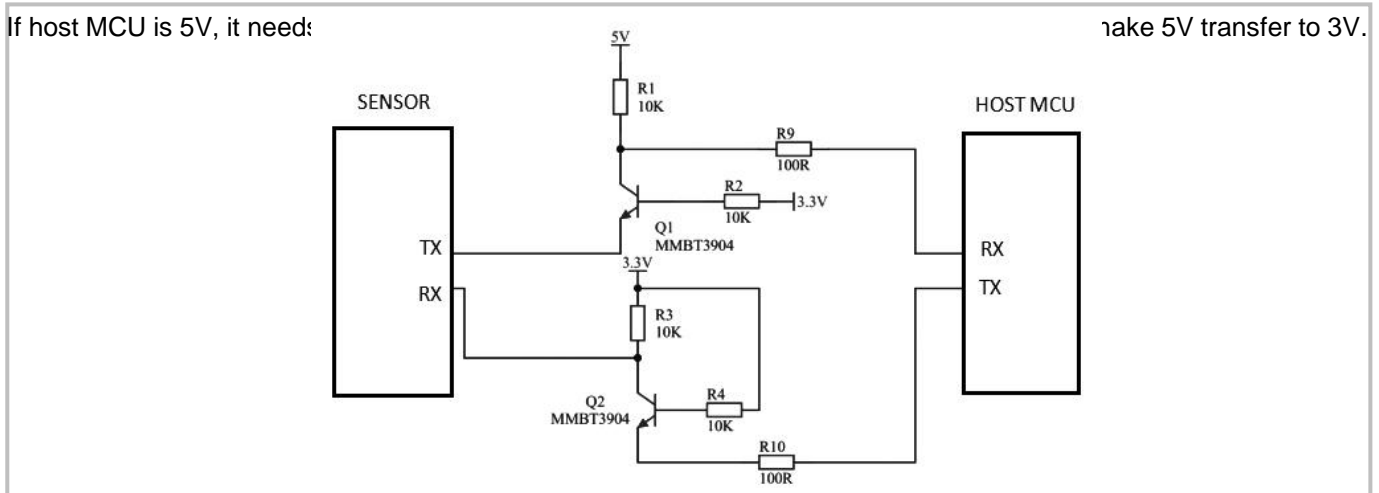 If host MCU is 5V, it needs
make 5V transfer to 3V.
5V
R1
10K
SENSOR
HOST MCU
R9
100R
R2
10K
3.3V
Q1
MMBT3904
TX
RX
3.3V
RX
TX
R3
10K
Q2
MMBT3904
R4
10K
R10
100R